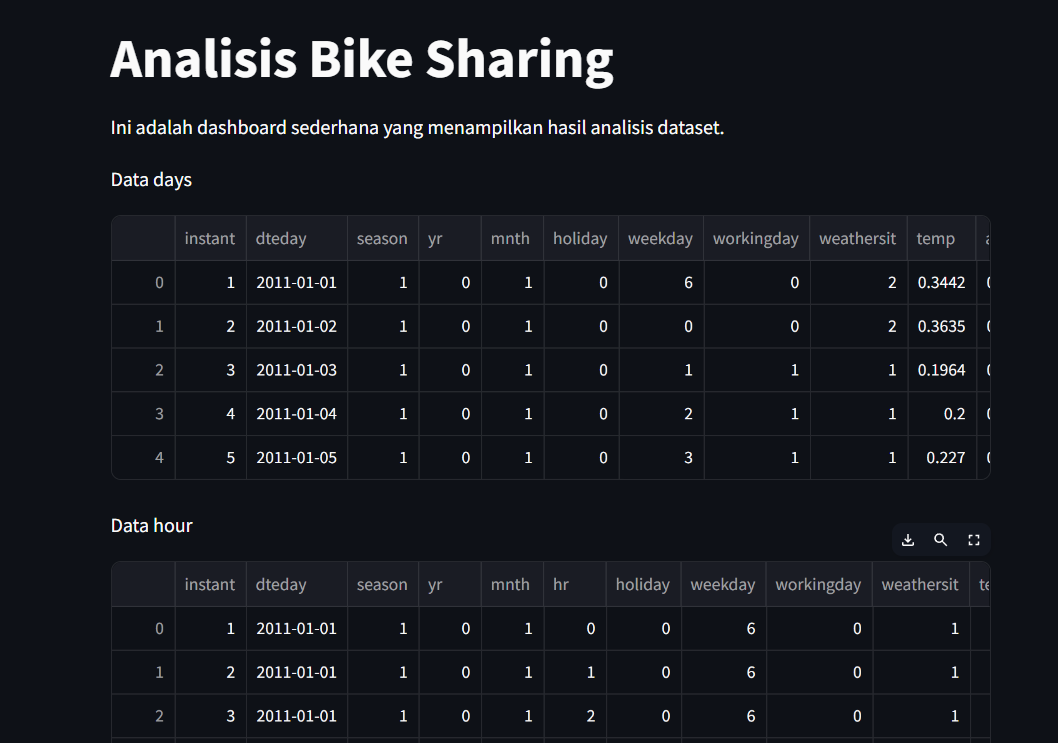 Analisis Bike Sharing
Ini adalah dashboard sederhana yang menampilkan hasil analisis dataset.
Data days
instant dteday season yr mnth holiday weekday workingday weathersit temp
0 1 2011-01-01 1 0 1 0 6 0 2 0.3442
1 2 2011-01-02 1 0 1 0 0 0 2 0.3635
2 3 2011-01-03 1 0 1 0 1 1 1 0.1964
3 4 2011-01-04 1 0 1 0 2 1 1 0.2
4 5 2011-01-05 1 0 1 0 3 1 1 0.227
Data hour
instant dteday season yr mnth hr holiday weekday workingday weathersit
0 1 2011-01-01 1 0 1 0 0 6 0 1
1 2 2011-01-01 1 0 1 1 0 6 0 1
2 3 2011-01-01 1 0 1 2 0 6 0 1